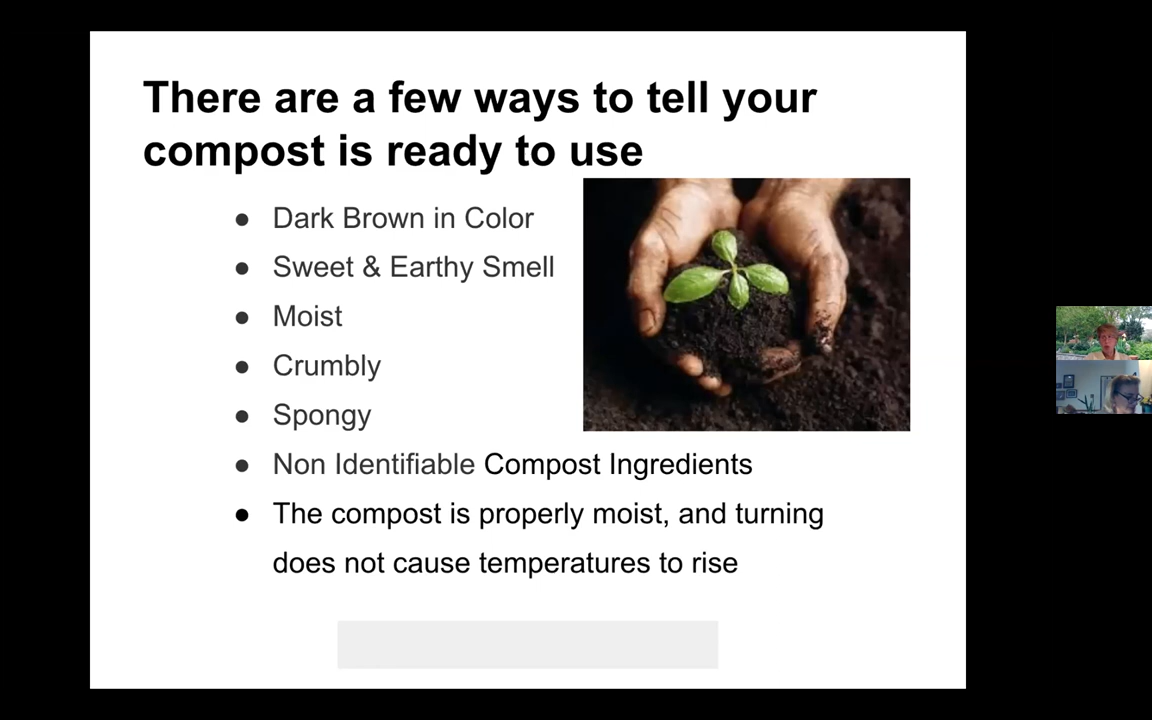 There are a few ways to tell your
compost is ready to use
● Dark Brown in Color
● Sweet & Earthy Smell
● Moist
● Crumbly
● Spongy
● Non Identifiable Compost Ingredients
● The compost is properly moist, and turning
does not cause temperatures to rise